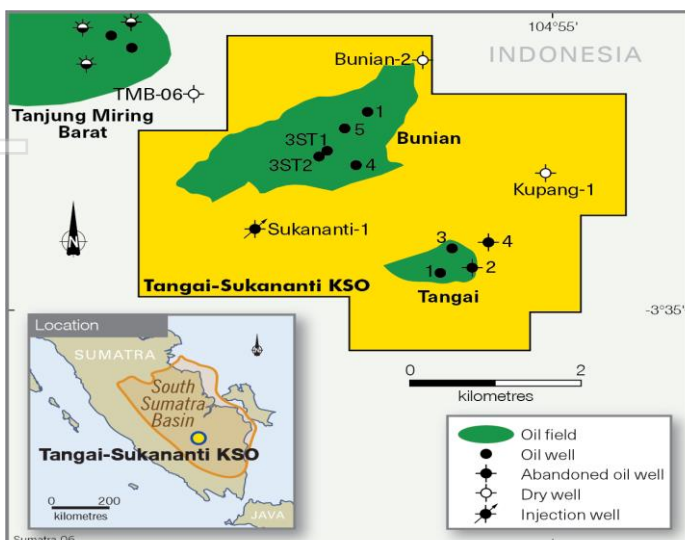 104°55'
INDONESIA
Bunian-2
TMB-06
Tanjung Miring
Barat
1
5
Bunian
3ST1
3ST2
4
Kupang-1
Sukananti-1
N
3
4
2
1
Tangai-Sukananti KSO
Tangai
-3°35'
Location
SUMATRA
South
Sumatra
Basin
Tangai-Sukananti KSO
0 200
kilometres
JAVA
0 2
kilometres
Oil field
Oil well
Abandoned oil well
Dry well
Injection well
Sumatra 06